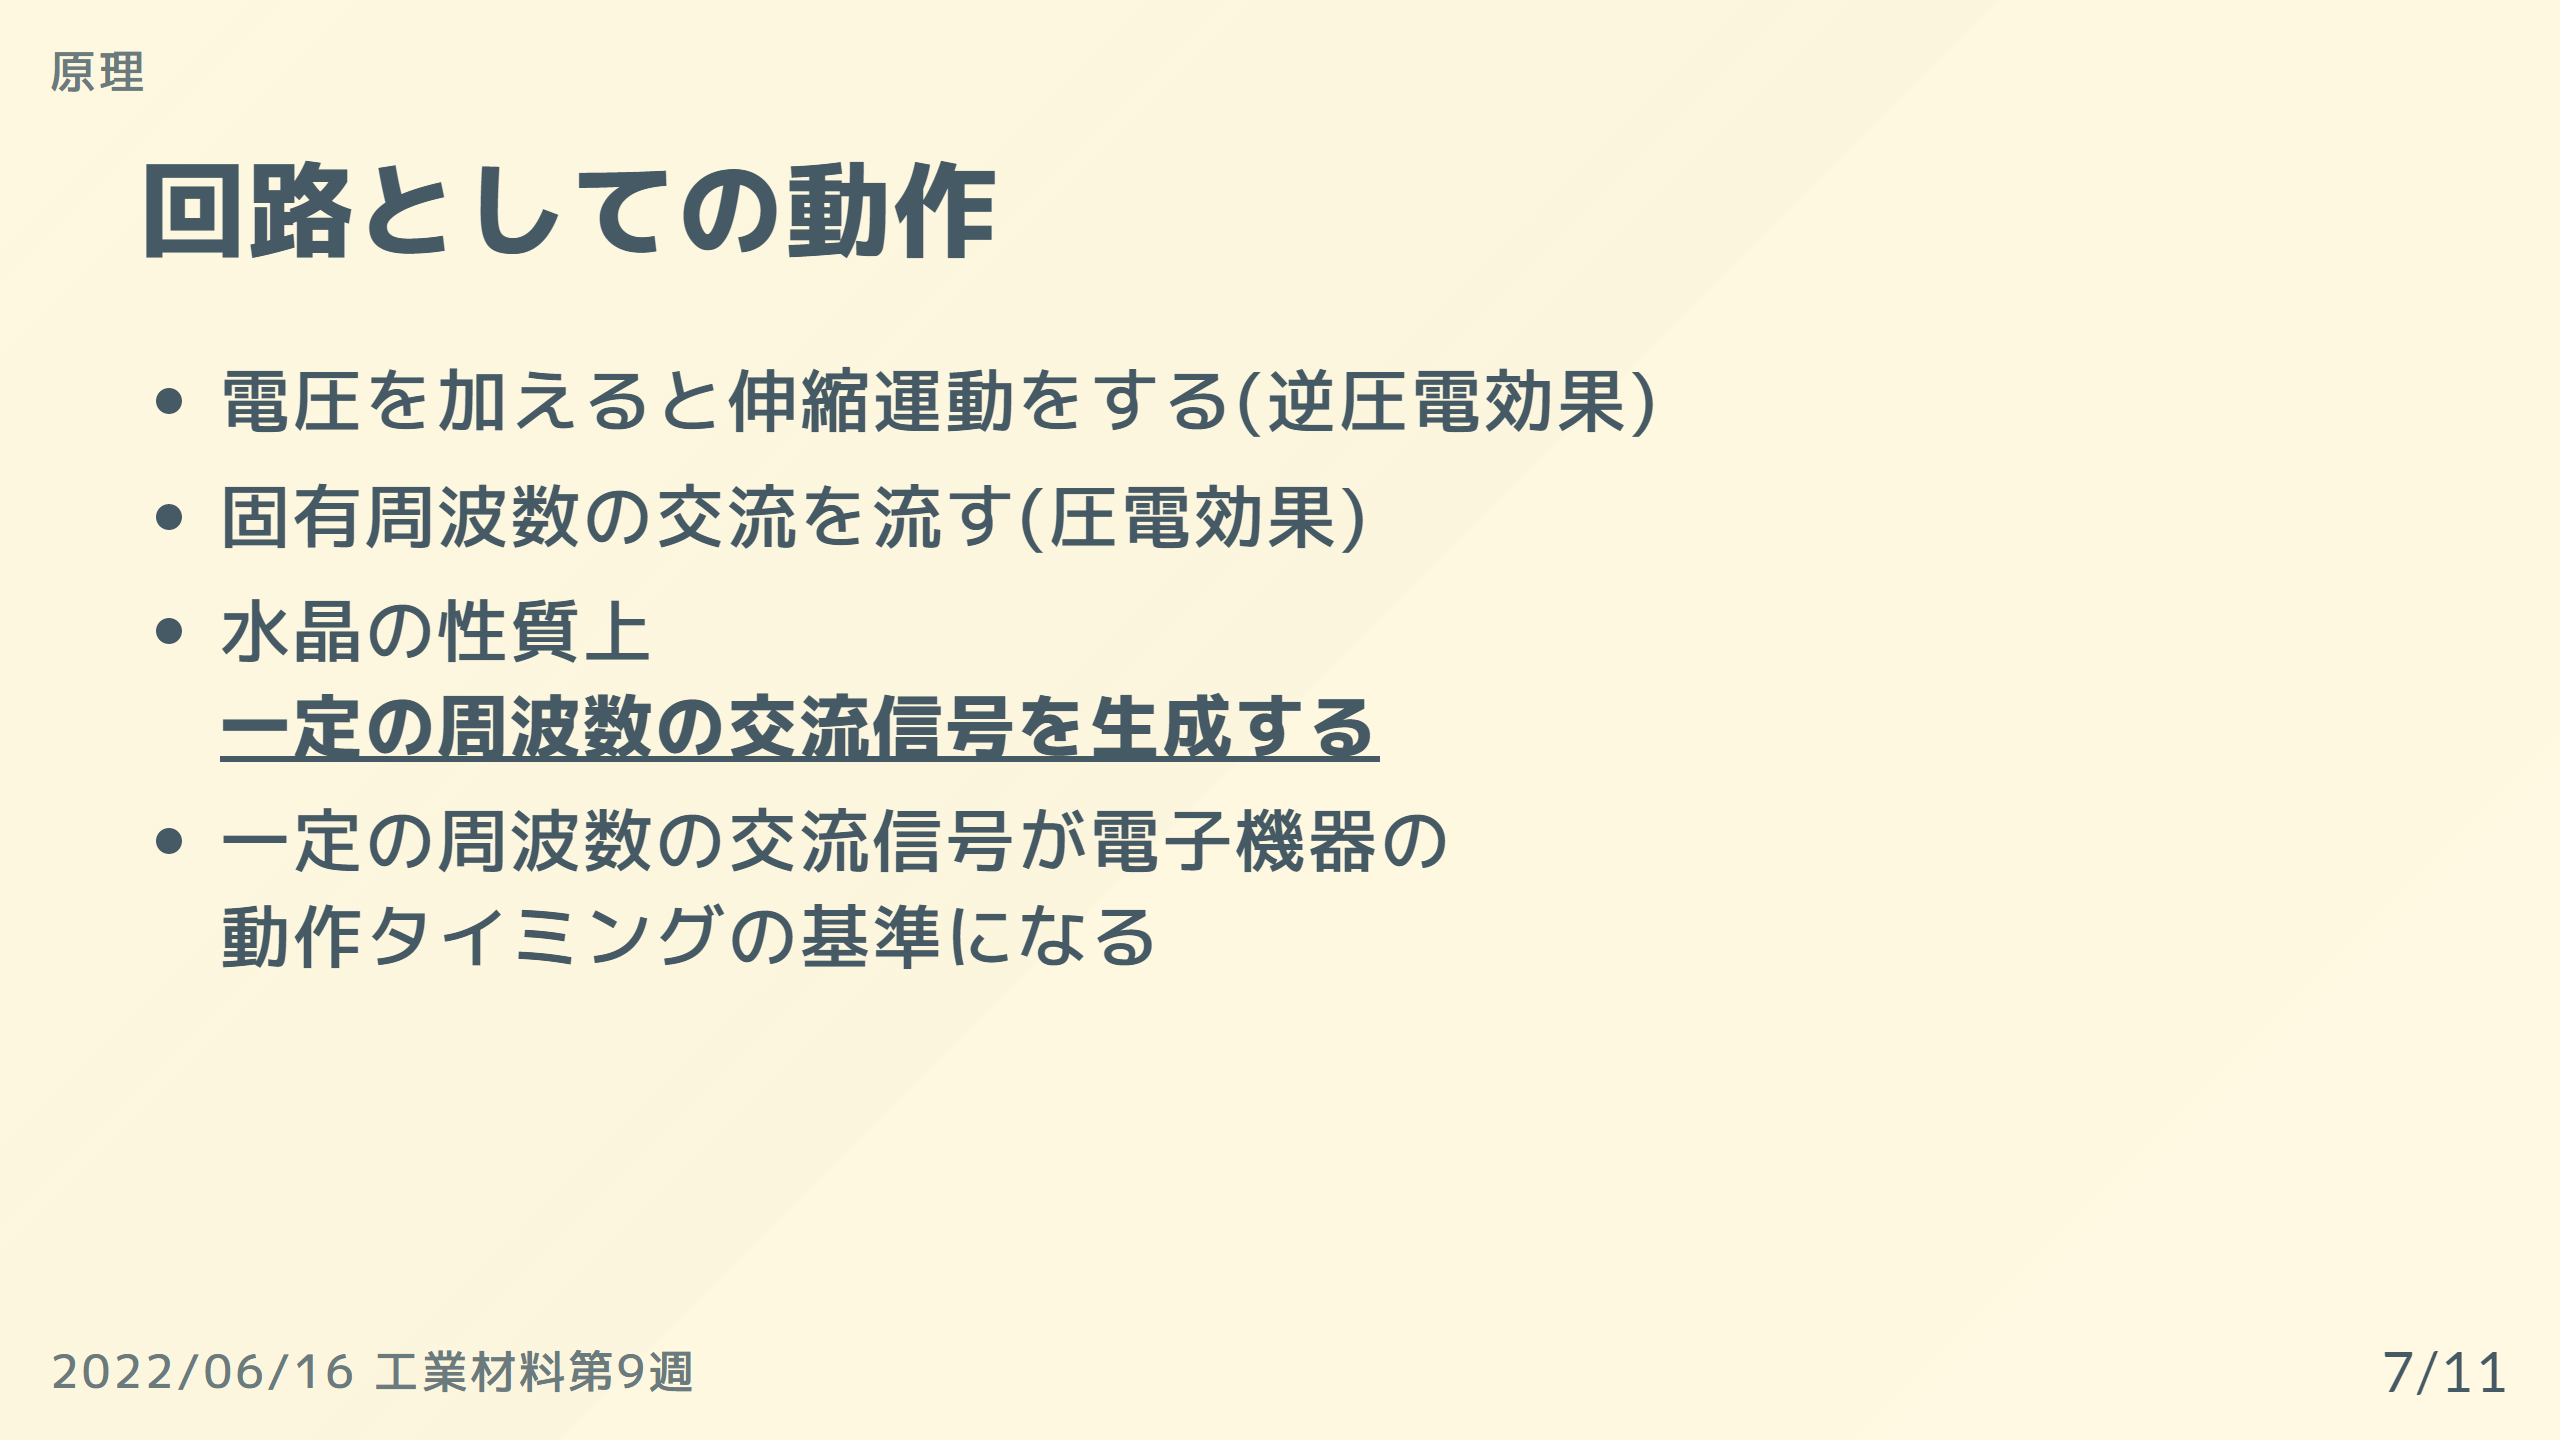 原理
回路としての動作
• 電圧を加えると伸縮運動をする(逆圧電効果)
• 固有周波数の交流を流す(圧電効果)
• 水晶の性質上
一定の周波数の交流信号を生成する
• 一定の周波数の交流信号が電子機器の
動作タイミングの基準になる
2022/06/16 工業材料第9週
7/11